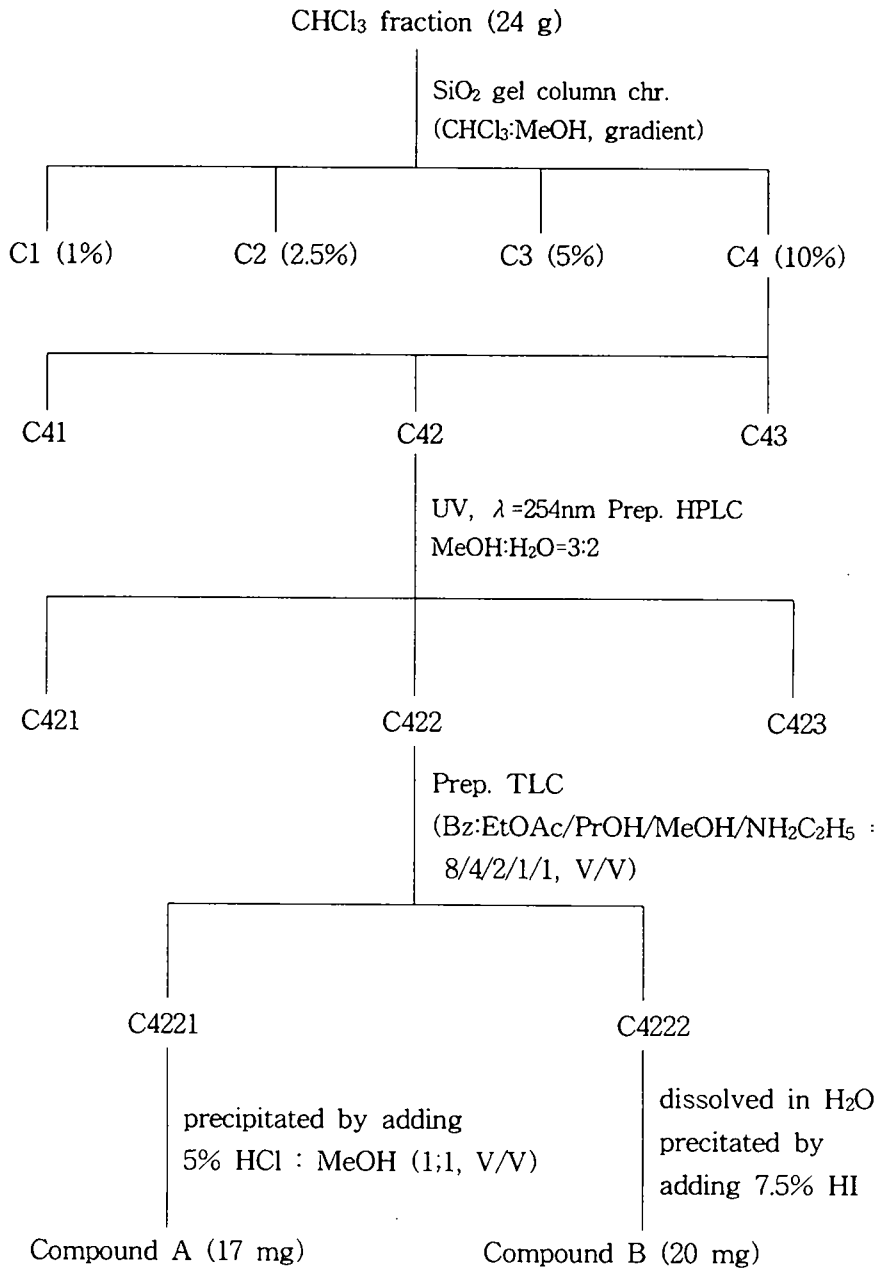 CHCl₃ fraction (24 g)
SiO₂ gel column chr.
(CHCl₃:MeOH, gradient)
C1 (1%) C2 (2.5%) C3 (5%) C4 (10%)
C41 C42 C43
UV, λ=254nm Prep. HPLC
MeOH:H₂O=3:2
C421 C422 C423
Prep. TLC
(Bz:EtOAc/PrOH/MeOH/NH₂C₂H₅ :
8/4/2/1/1, V/V)
C4221 C4222
precipitated by adding
5% HCl : MeOH (1;1, V/V)
dissolved in H₂O
precitated by
adding 7.5% HI
Compound A (17 mg) Compound B (20 mg)